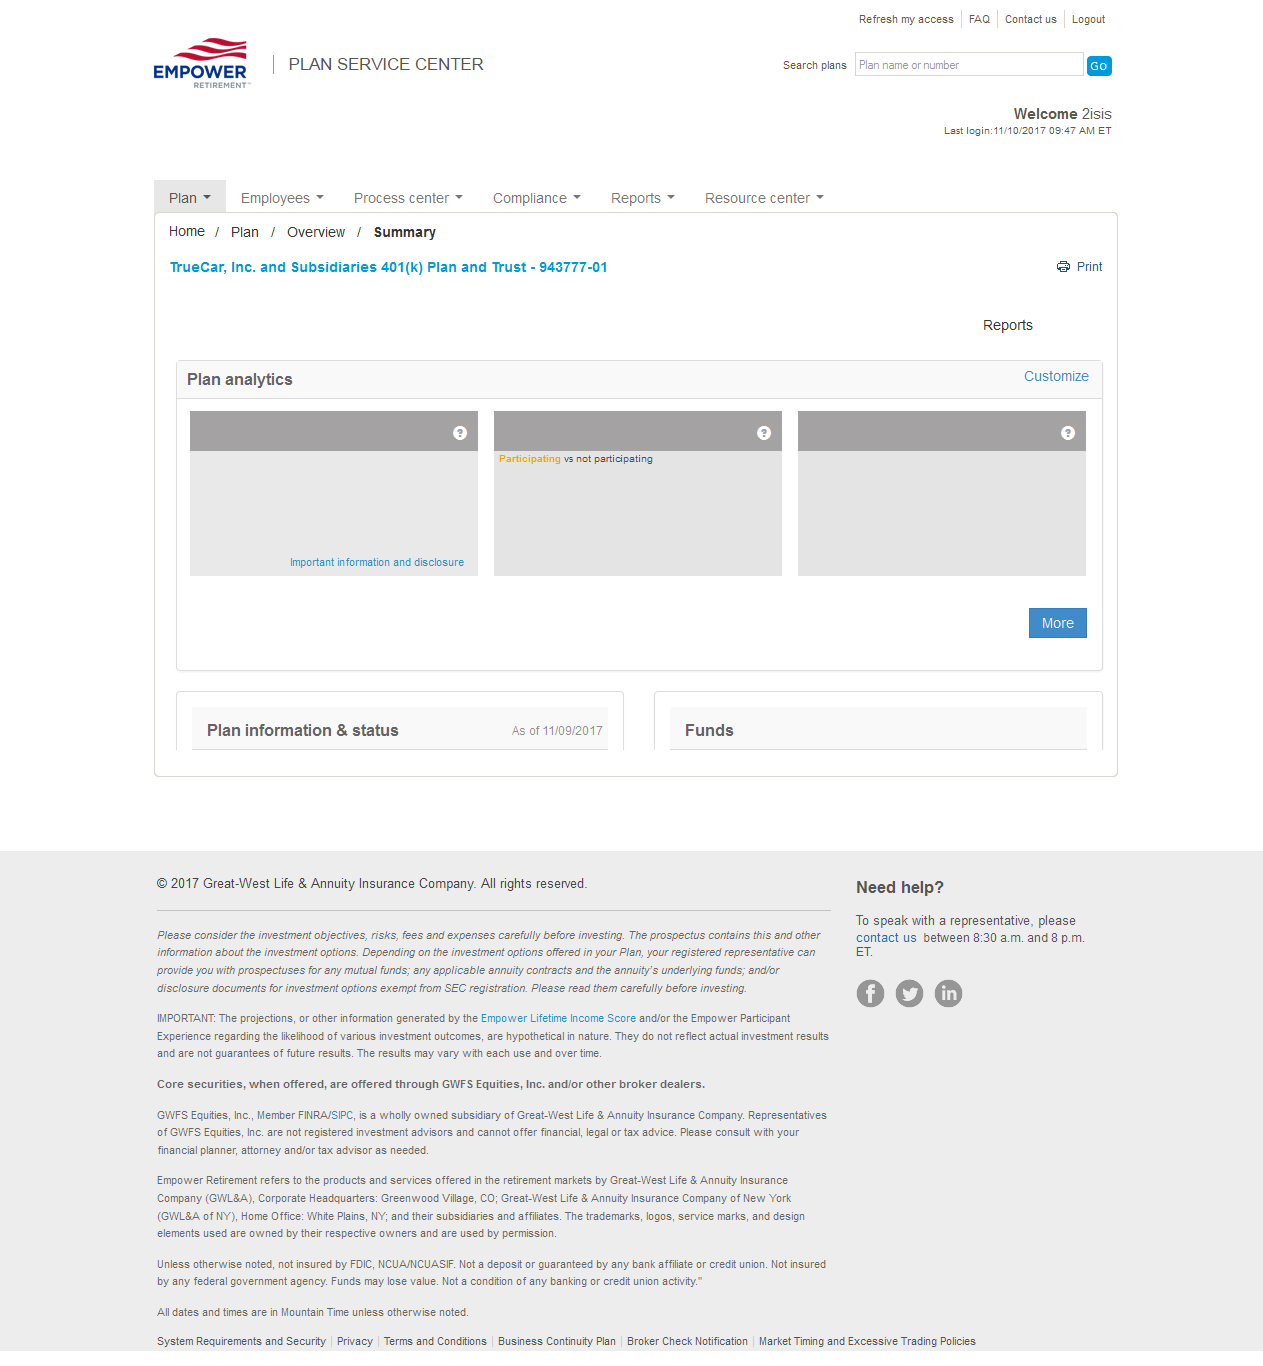 Refresh my access FAQ Contact us Logout
EMPOWER
RETIREMENT™
PLAN SERVICE CENTER
Search plans Plan name or number Go
Welcome 2isis
Last login:11/10/2017 09:47 AM ET
Plan Employees Process center Compliance Reports Resource center
Home / Plan / Overview / Summary
TrueCar, Inc. and Subsidiaries 401(k) Plan and Trust - 943777-01
Print
Reports
Plan analytics
Customize
? ? ?
Participating vs not participating
Important information and disclosure
More
Plan information & status As of 11/09/2017
Funds
© 2017 Great-West Life & Annuity Insurance Company. All rights reserved.
Please consider the investment objectives, risks, fees and expenses carefully before investing. The prospectus contains this and other
information about the investment options. Depending on the investment options offered in your Plan, your registered representative can
provide you with prospectuses for any mutual funds; any applicable annuity contracts and the annuity's underlying funds; and/or
disclosure documents for investment options exempt from SEC registration. Please read them carefully before investing.
IMPORTANT: The projections, or other information generated by the Empower Lifetime Income Score and/or the Empower Participant
Experience regarding the likelihood of various investment outcomes, are hypothetical in nature. They do not reflect actual investment results
and are not guarantees of future results. The results may vary with each use and over time.
Core securities, when offered, are offered through GWFS Equities, Inc. and/or other broker dealers.
GWFS Equities, Inc., Member FINRA/SIPC, is a wholly owned subsidiary of Great-West Life & Annuity Insurance Company. Representatives
of GWFS Equities, Inc. are not registered investment advisors and cannot offer financial, legal or tax advice. Please consult with your
financial planner, attorney and/or tax advisor as needed.
Empower Retirement refers to the products and services offered in the retirement markets by Great-West Life & Annuity Insurance
Company (GWL&A), Corporate Headquarters: Greenwood Village, CO; Great-West Life & Annuity Insurance Company of New York
(GWL&A of NY), Home Office: White Plains, NY; and their subsidiaries and affiliates. The trademarks, logos, service marks, and design
elements used are owned by their respective owners and are used by permission.
Unless otherwise noted, not insured by FDIC, NCUA/NCUASIF. Not a deposit or guaranteed by any bank affiliate or credit union. Not insured
by any federal government agency. Funds may lose value. Not a condition of any banking or credit union activity."
All dates and times are in Mountain Time unless otherwise noted.
System Requirements and Security Privacy Terms and Conditions Business Continuity Plan Broker Check Notification Market Timing and Excessive Trading Policies
Need help?
To speak with a representative, please
contact us between 8:30 a.m. and 8 p.m.
ET.